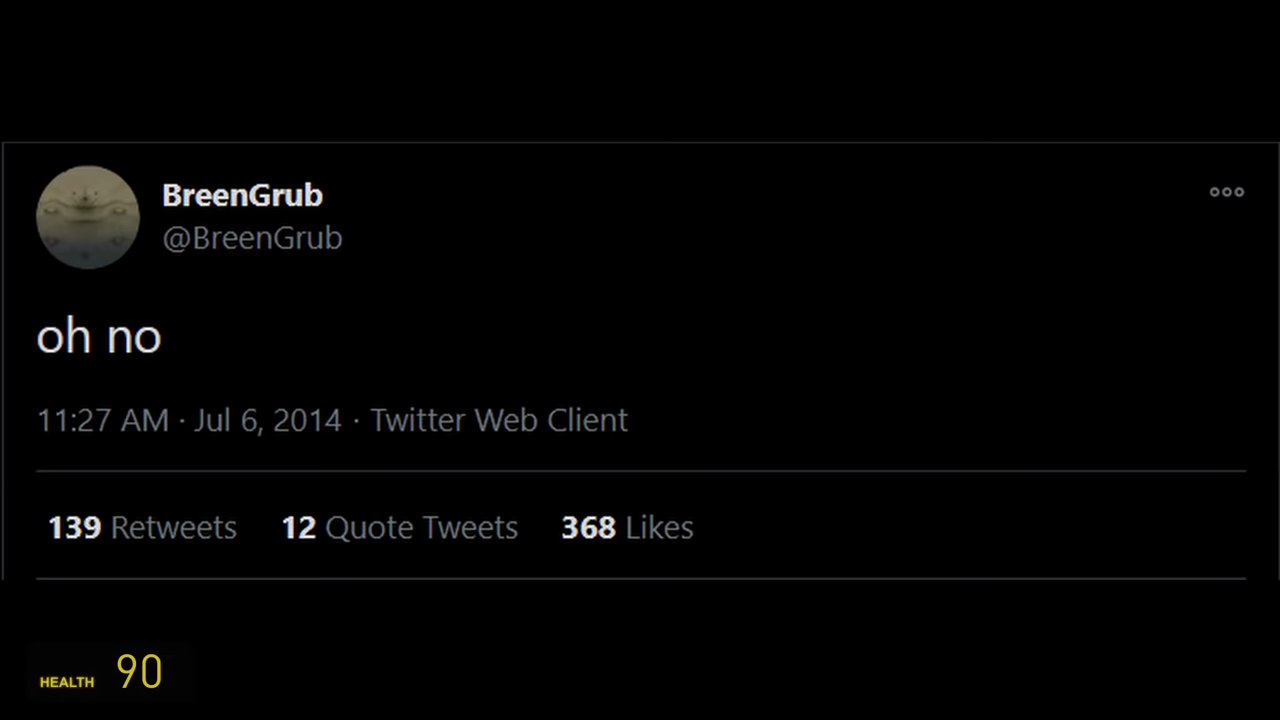 BreenGrub
@BreenGrub
oh no
11:27 AM · Jul 6, 2014 · Twitter Web Client
139 Retweets 12 Quote Tweets 368 Likes
HEALTH 90